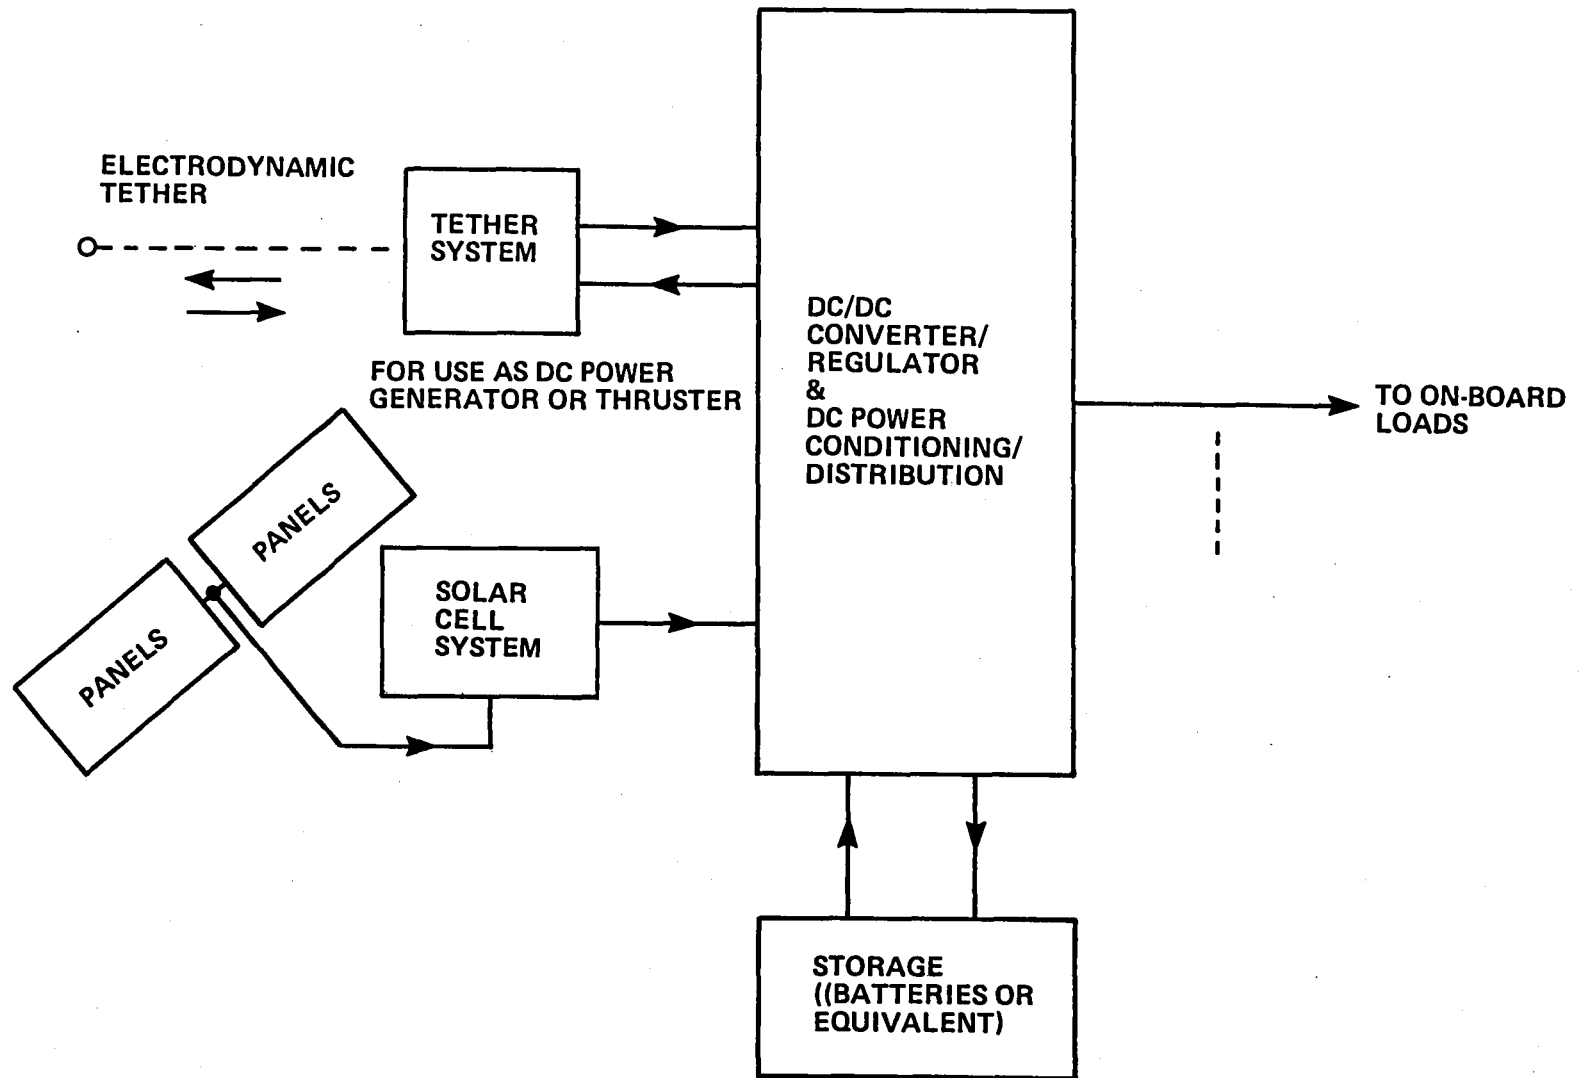 ELECTRODYNAMIC
TETHER
TETHER
SYSTEM
FOR USE AS DC POWER
GENERATOR OR THRUSTER
DC/DC
CONVERTER/
REGULATOR
&
DC POWER
CONDITIONING/
DISTRIBUTION
TO ON-BOARD
LOADS
PANELS
PANELS
SOLAR
CELL
SYSTEM
STORAGE
((BATTERIES OR
EQUIVALENT)